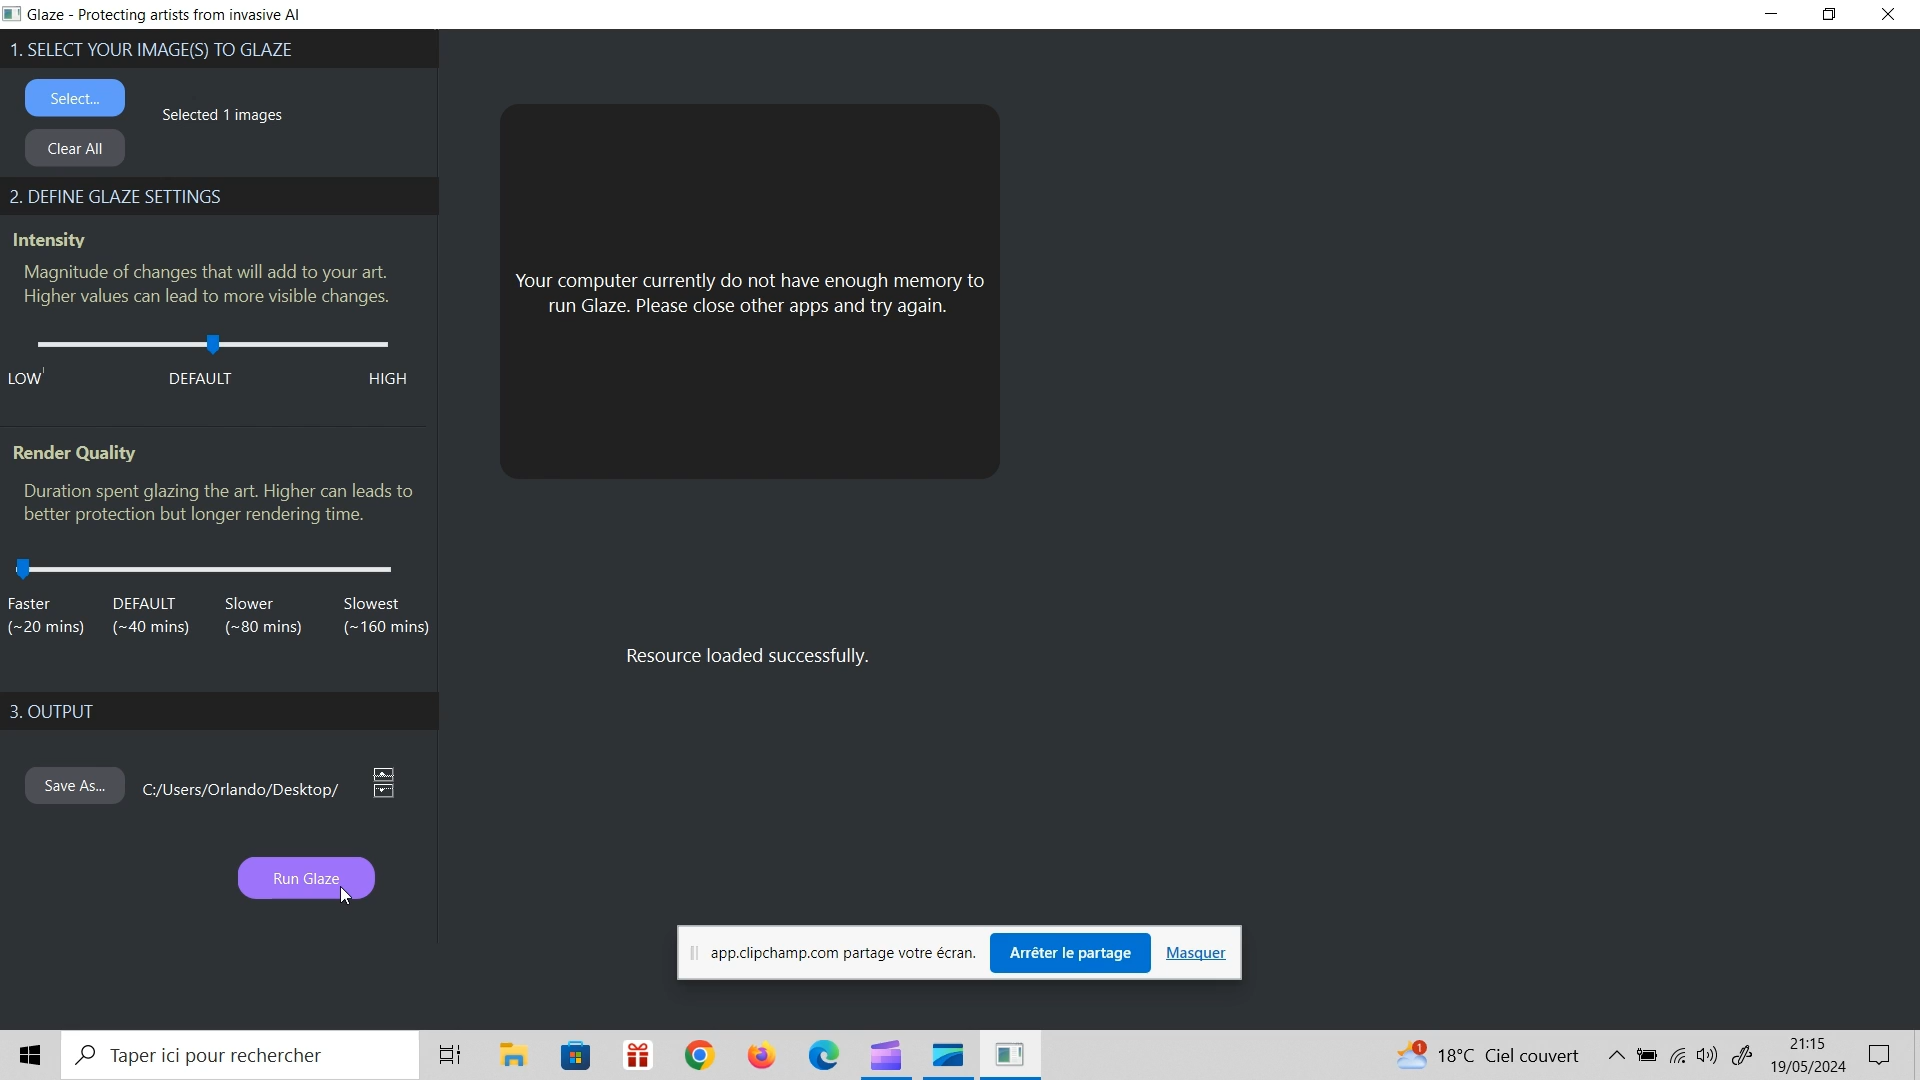 Glaze - Protecting artists from invasive AI
1. SELECT YOUR IMAGE(S) TO GLAZE
Select...
Selected 1 images
Clear All
2. DEFINE GLAZE SETTINGS
Intensity
Magnitude of changes that will add to your art.
Higher values can lead to more visible changes.
LOW
DEFAULT
HIGH
Render Quality
Duration spent glazing the art. Higher can leads to
better protection but longer rendering time.
Faster DEFAULT Slower Slowest
(~20 mins) (~40 mins) (~80 mins) (~160 mins)
3. OUTPUT
Save As...
C:/Users/Orlando/Desktop/
Run Glaze
Your computer currently do not have enough memory to
run Glaze. Please close other apps and try again.
Resource loaded successfully.
app.clipchamp.com partage votre écran.
Arrêter le partage
Masquer
Taper ici pour rechercher
1
18°C Ciel couvert
21:15
19/05/2024